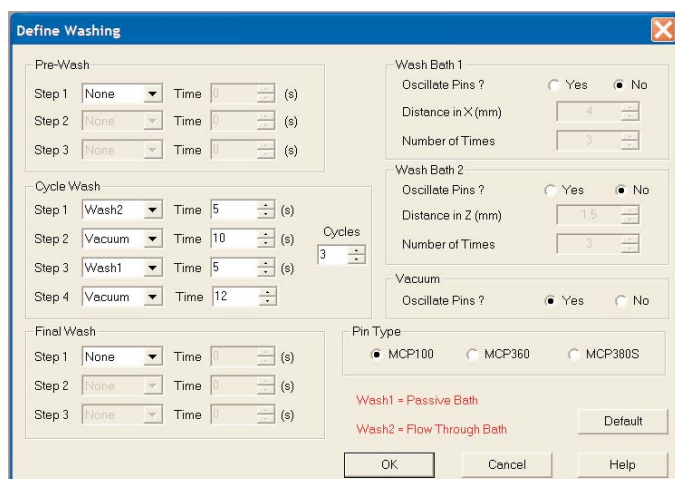 Define Washing
Pre-Wash
Step 1 None Time 0 (s)
Step 2 None Time 0 (s)
Step 3 None Time 0 (s)
Cycle Wash
Step 1 Wash2 Time 5 (s)
Step 2 Vacuum Time 10 (s)
Step 3 Wash1 Time 5 (s)
Step 4 Vacuum Time 12
Cycles
3
Final Wash
Step 1 None Time 0 (s)
Step 2 None Time 0 (s)
Step 3 None Time 0 (s)
Wash Bath 1
Oscillate Pins ? Yes No
Distance in X (mm) 4
Number of Times 3
Wash Bath 2
Oscillate Pins ? Yes No
Distance in Z (mm) 1.5
Number of Times 3
Vacuum
Oscillate Pins ? Yes No
Pin Type
MCP100 MCP360 MCP380S
Wash1 = Passive Bath
Wash2 = Flow Through Bath
Default
OK Cancel Help